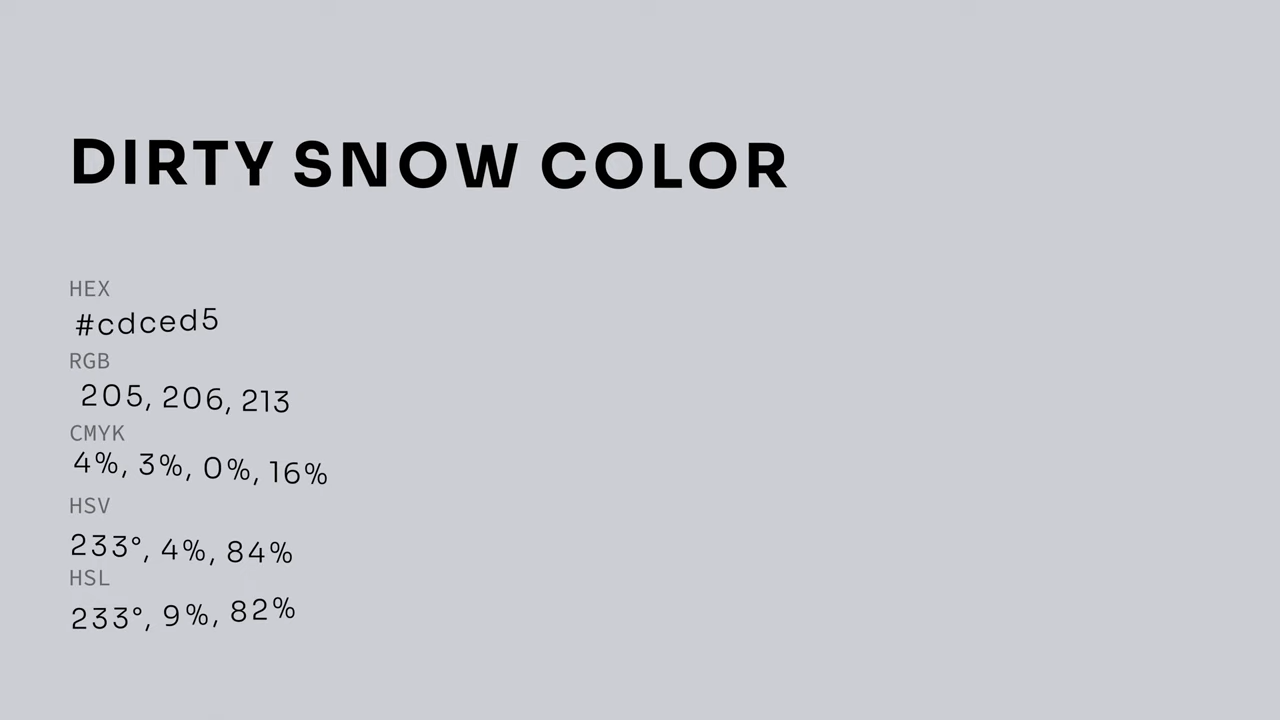 DIRTY SNOW COLOR
HEX
#cdced5
RGB
205, 206, 213
CMYK
4%, 3%, 0%, 16%
HSV
233°, 4%, 84%
HSL
233°, 9%, 82%